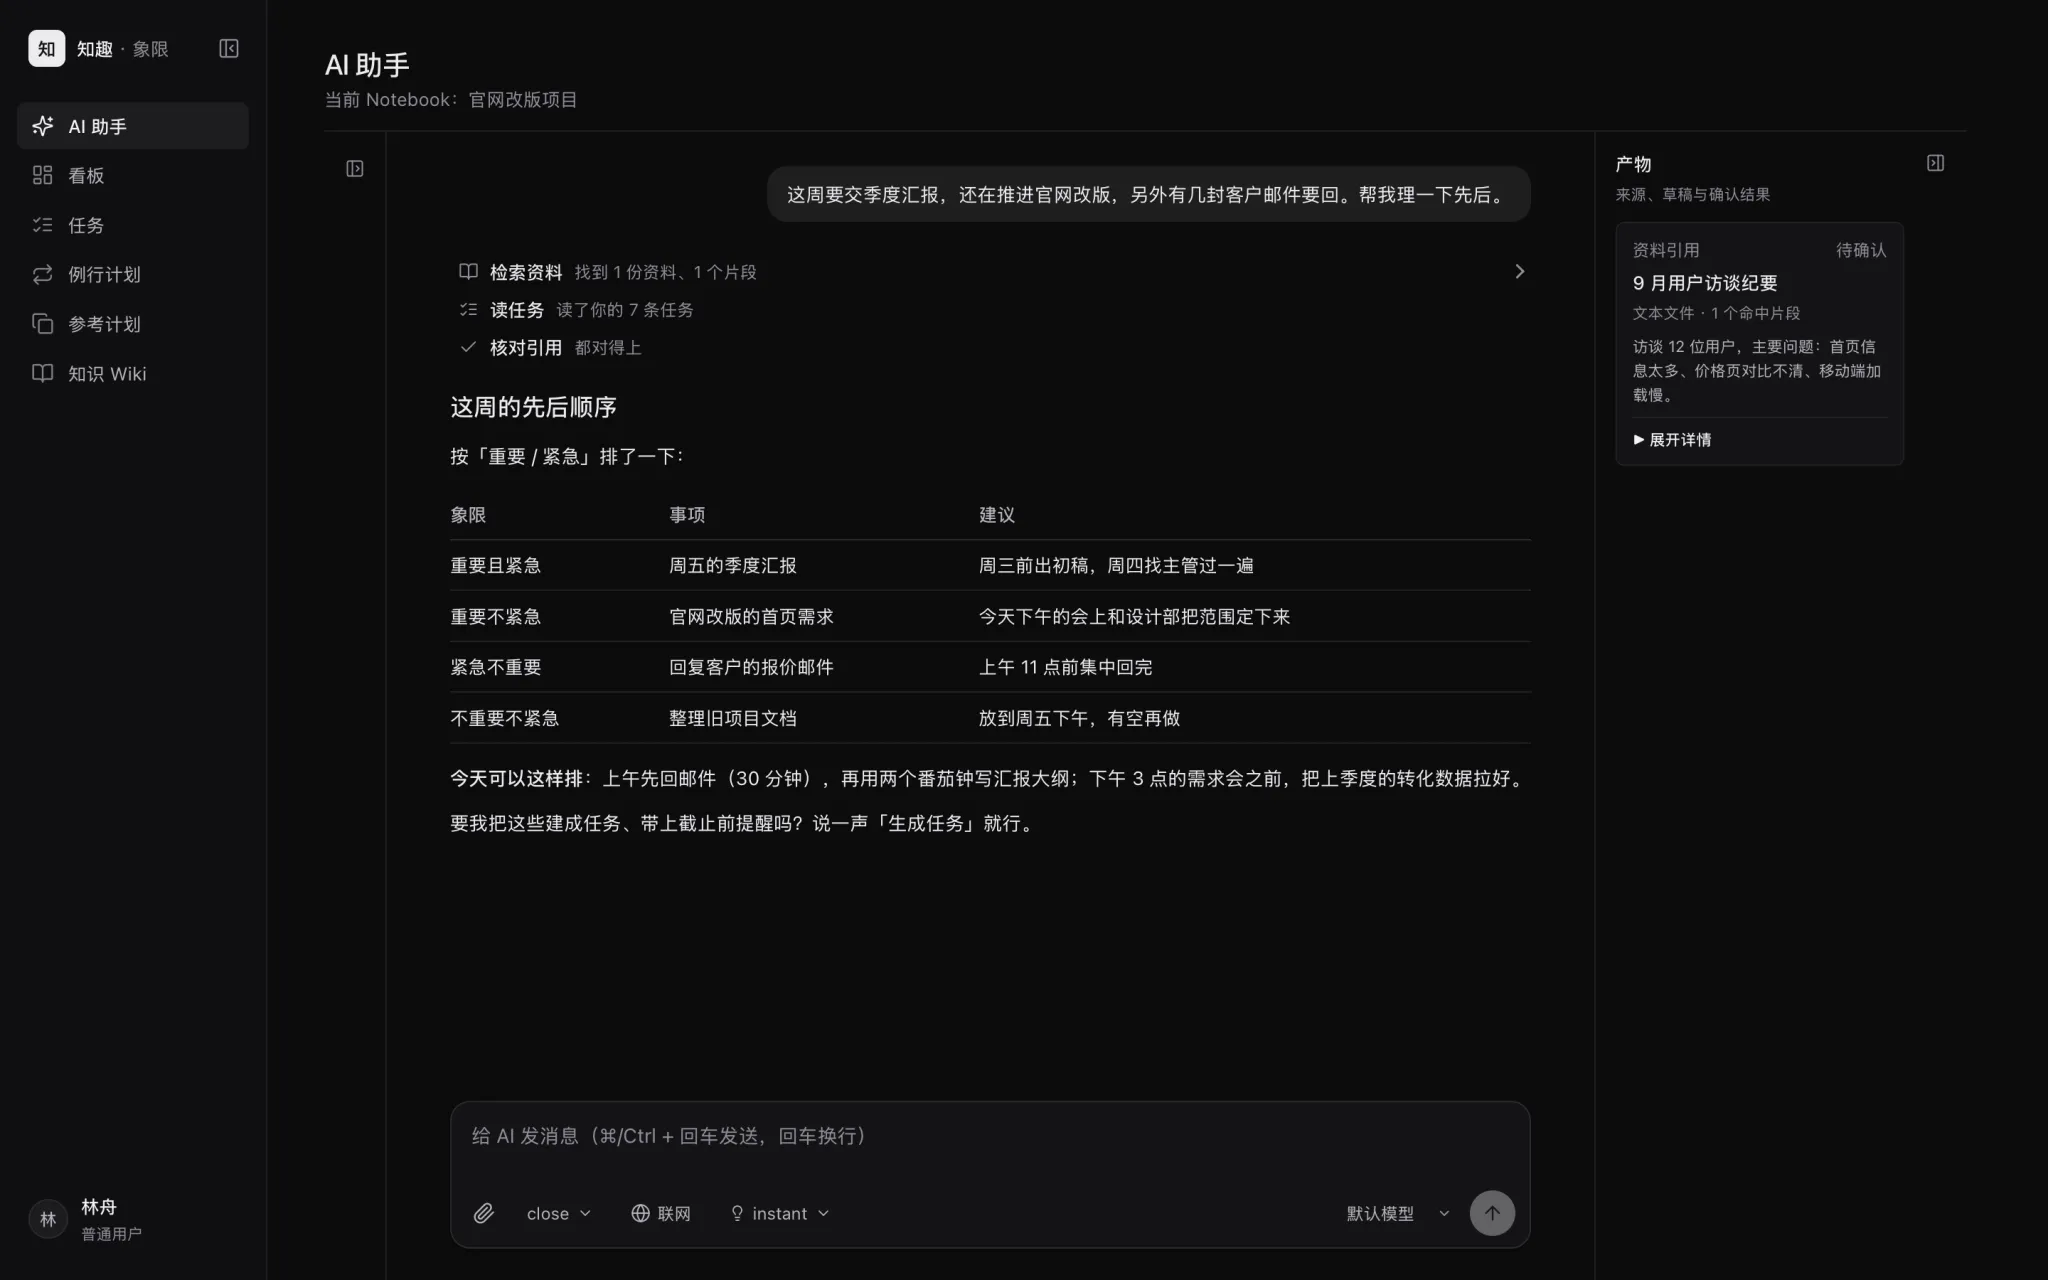 知 知趣 · 象限
AI 助手
看板
任务
例行计划
参考计划
知识 Wiki
林 林舟
普通用户
AI 助手
当前 Notebook：官网改版项目
这周要交季度汇报，还在推进官网改版，另外有几封客户邮件要回。帮我理一下先后。
检索资料 找到 1 份资料、1 个片段
读任务 读了你的 7 条任务
核对引用 都对得上
这周的先后顺序
按「重要 / 紧急」排了一下：
象限 事项 建议
重要且紧急 周五的季度汇报 周三前出初稿，周四找主管过一遍
重要不紧急 官网改版的首页需求 今天下午的会上和设计部把范围定下来
紧急不重要 回复客户的报价邮件 上午 11 点前集中回完
不重要不紧急 整理旧项目文档 放到周五下午，有空再做
今天可以这样排：上午先回邮件（30 分钟），再用两个番茄钟写汇报大纲；下午 3 点的需求会之前，把上季度的转化数据拉好。
要我把这些建成任务、带上截止前提醒吗？说一声「生成任务」就行。
给 AI 发消息（⌘/Ctrl + 回车发送，回车换行）
close 联网 instant 默认模型
产物
来源、草稿与确认结果
资料引用 待确认
9 月用户访谈纪要
文本文件 · 1 个命中片段
访谈 12 位用户，主要问题：首页信
息太多、价格页对比不清、移动端加
载慢。
▶ 展开详情